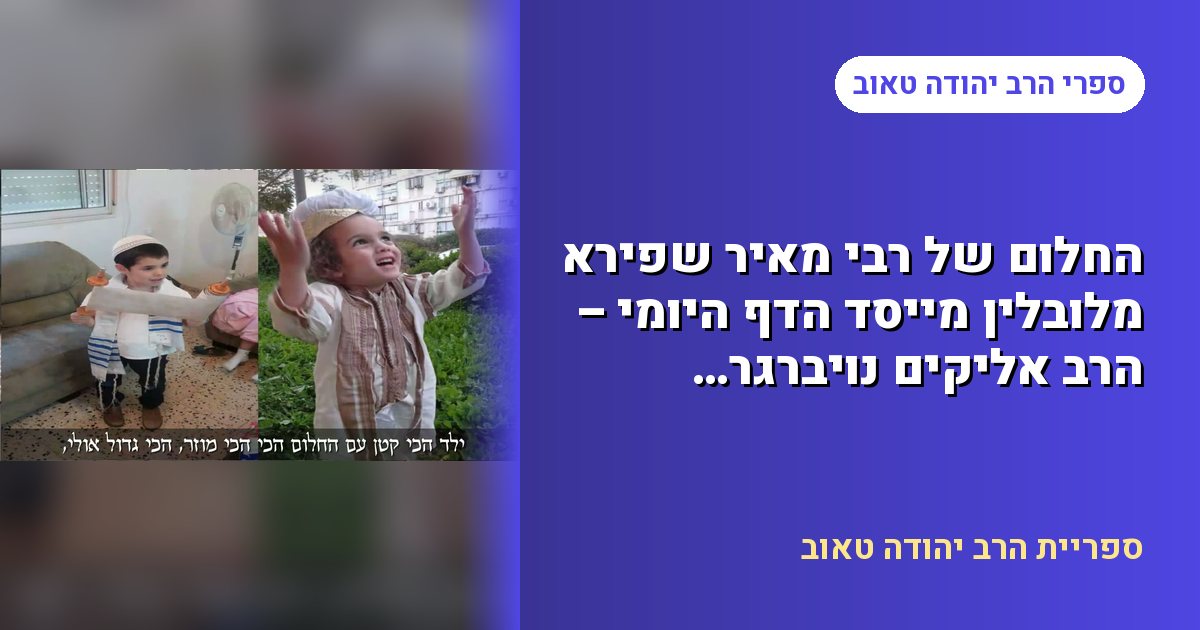 ספרי הרב יהודה טאוב
החלום של רבי מאיר שפירא
מלובלין מייסד הדף היומי –
הרב אליקים נויברגר...
ילד הכי קטן עם החלום הכי הכי מוזר, הכי גדול אולי,
ספריית הרב יהודה טאוב